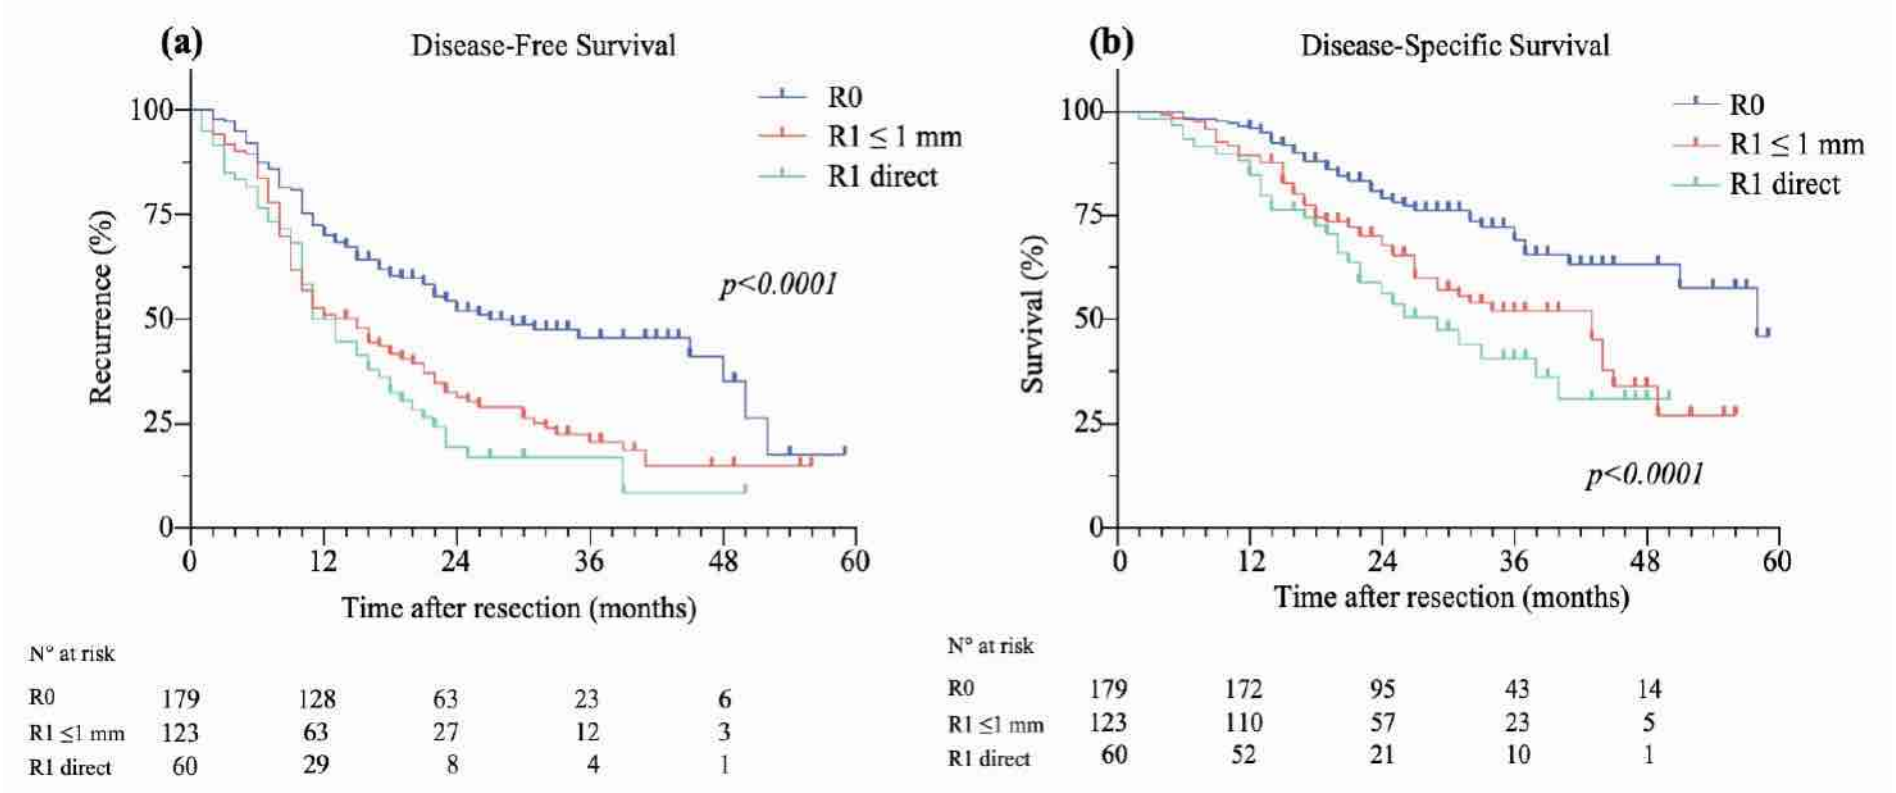 (a) Disease-Free Survival
R0
R1 ≤ 1 mm
R1 direct
p<0.0001
Recurrence (%)
100
75
50
25
0
0 12 24 36 48 60
Time after resection (months)
N° at risk
R0 179 128 63 23 6
R1 ≤1 mm 123 63 27 12 3
R1 direct 60 29 8 4 1
(b) Disease-Specific Survival
R0
R1 ≤ 1 mm
R1 direct
p<0.0001
Survival (%)
100
75
50
25
0
0 12 24 36 48 60
Time after resection (months)
N° at risk
R0 179 172 95 43 14
R1 ≤1 mm 123 110 57 23 5
R1 direct 60 52 21 10 1